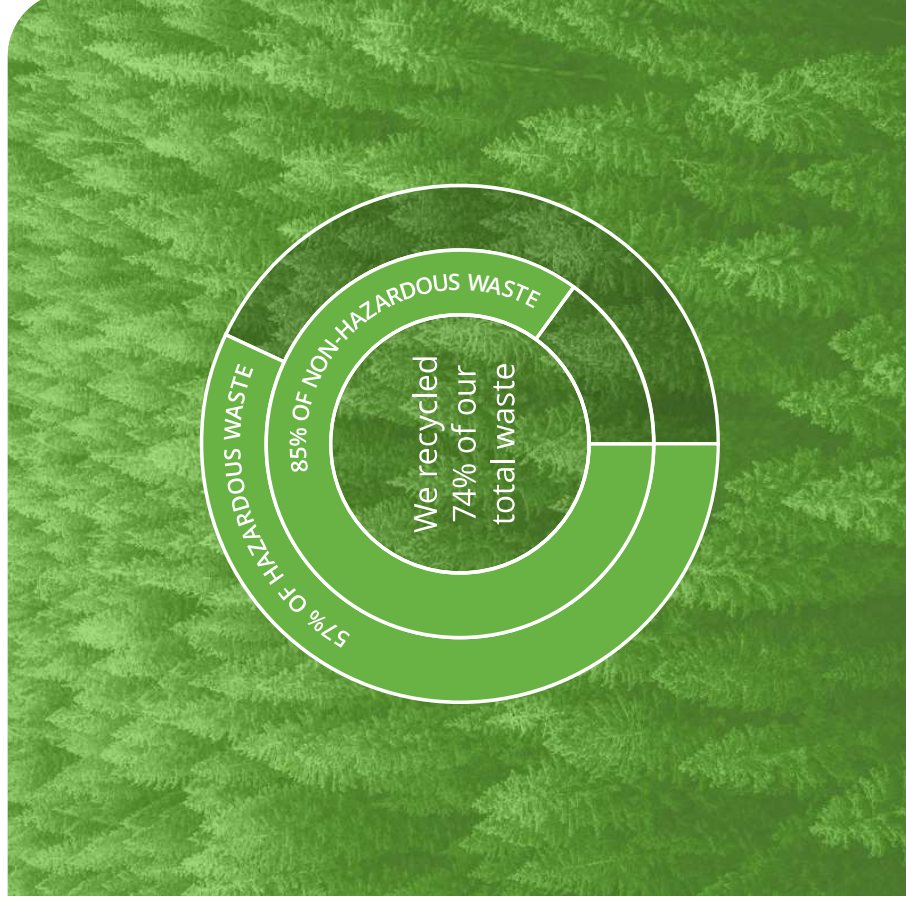 We recycled
74% of our
total waste
85% OF NON-HAZARDOUS WASTE
57% OF HAZARDOUS WASTE